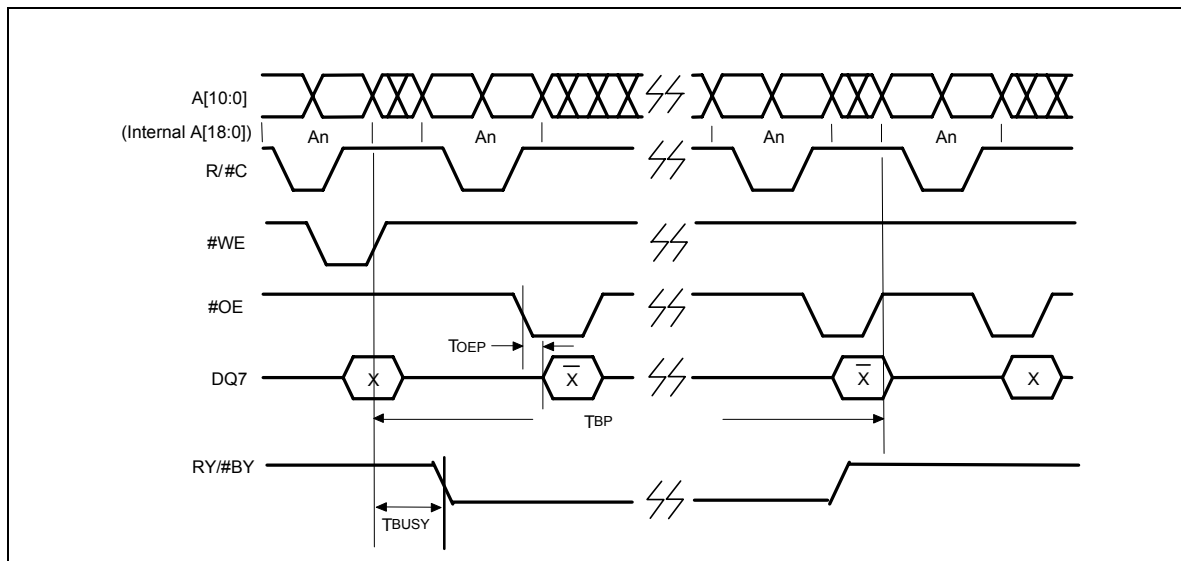 A[10:0]
(Internal A[18:0])
An An An An
R/#C
#WE
#OE
TOEP
DQ7
X X̅ X̅ X
TBP
RY/#BY
TBUSY